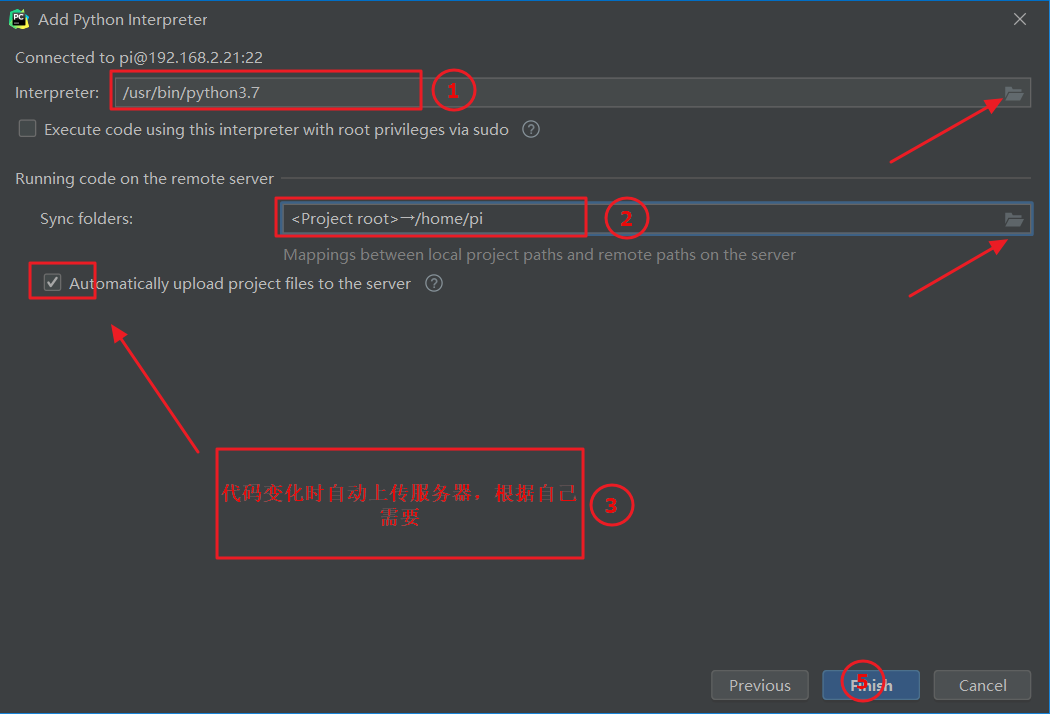 PC
Add Python Interpreter
Connected to pi@192.168.2.21:22
Interpreter: /usr/bin/python3.7 1
Execute code using this interpreter with root privileges via sudo ?
Running code on the remote server
Sync folders: <Project root>→/home/pi 2
Mappings between local project paths and remote paths on the server
Automatically upload project files to the server ?
代码变化时自动上传服务器，根据自己
需要
3
Previous Finish 5 Cancel